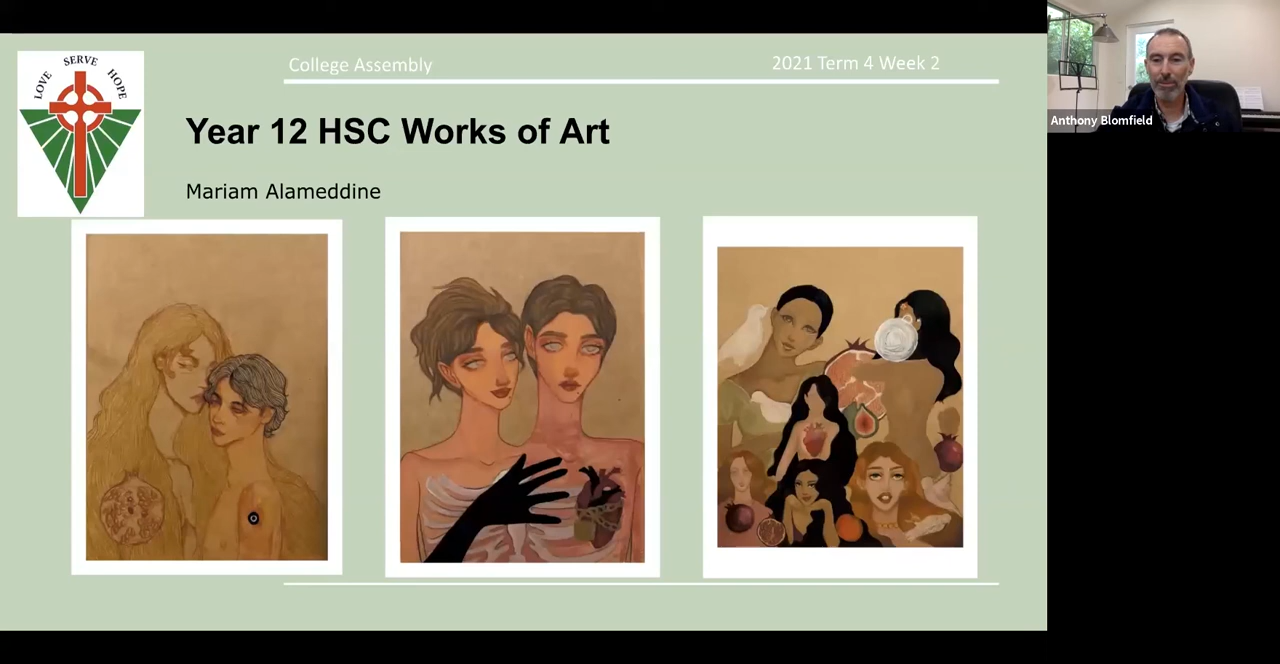 LOVE SERVE HOPE
College Assembly
2021 Term 4 Week 2
Year 12 HSC Works of Art
Mariam Alameddine
Anthony Blomfield